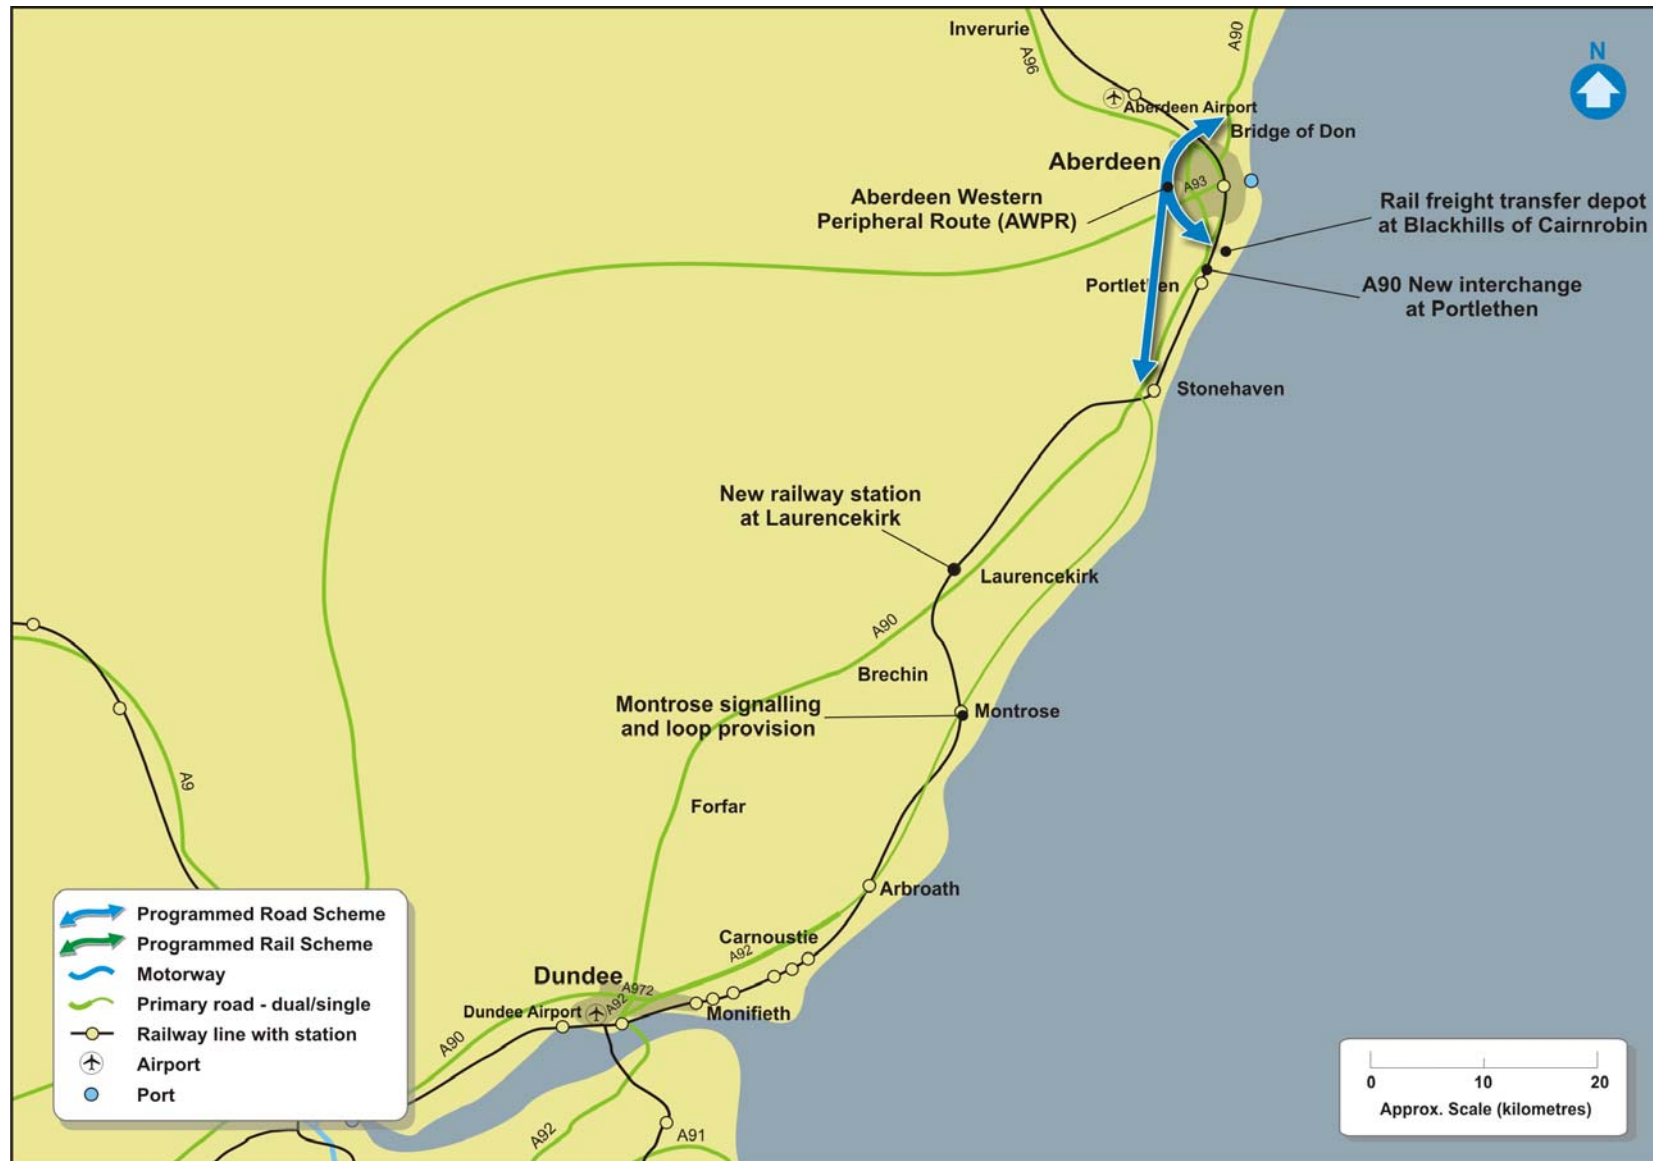 Inverurie
A96
A90
N
Aberdeen Airport
Bridge of Don
Aberdeen
A93
Aberdeen Western
Peripheral Route (AWPR)
Rail freight transfer depot
at Blackhills of Cairnrobin
Portlethen
A90 New interchange
at Portlethen
Stonehaven
New railway station
at Laurencekirk
Laurencekirk
A90
Brechin
Montrose signalling
and loop provision
Montrose
A9
Forfar
Arbroath
Carnoustie
A92
Dundee
A972
A92
Dundee Airport
Monifieth
A90
A92
A91
Programmed Road Scheme
Programmed Rail Scheme
Motorway
Primary road - dual/single
Railway line with station
Airport
Port
0 10 20
Approx. Scale (kilometres)